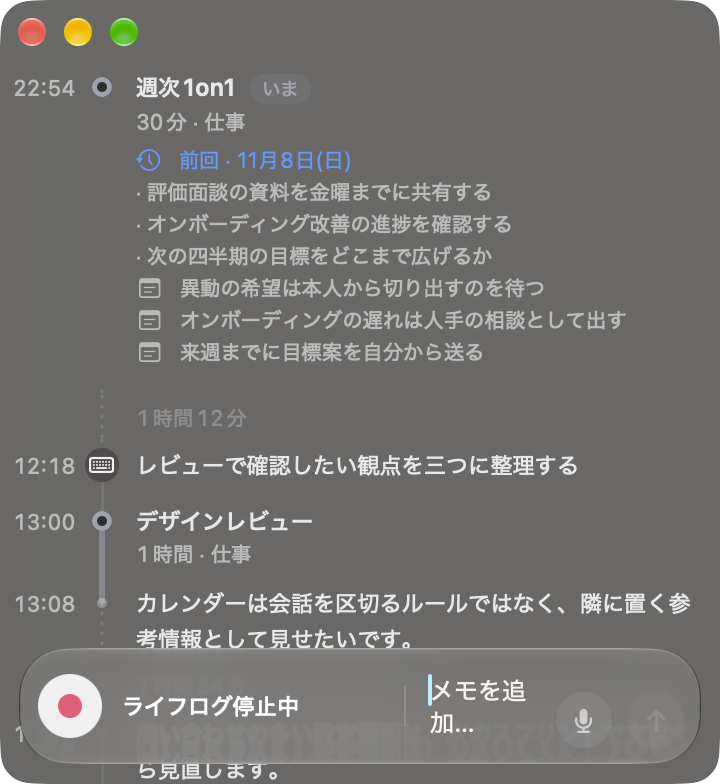 22:54 週次1on1 いま
30分 · 仕事
前回 · 11月8日(日)
· 評価面談の資料を金曜までに共有する
· オンボーディング改善の進捗を確認する
· 次の四半期の目標をどこまで広げるか
異動の希望は本人から切り出すのを待つ
オンボーディングの遅れは人手の相談として出す
来週までに目標案を自分から送る
1時間12分
12:18 レビューで確認したい観点を三つに整理する
13:00 デザインレビュー
1時間 · 仕事
13:08 カレンダーは会話を区切るルールではなく、隣に置く参
考情報として見せたいです。
ライフログ停止中
メモを追
加...
ら見直します。